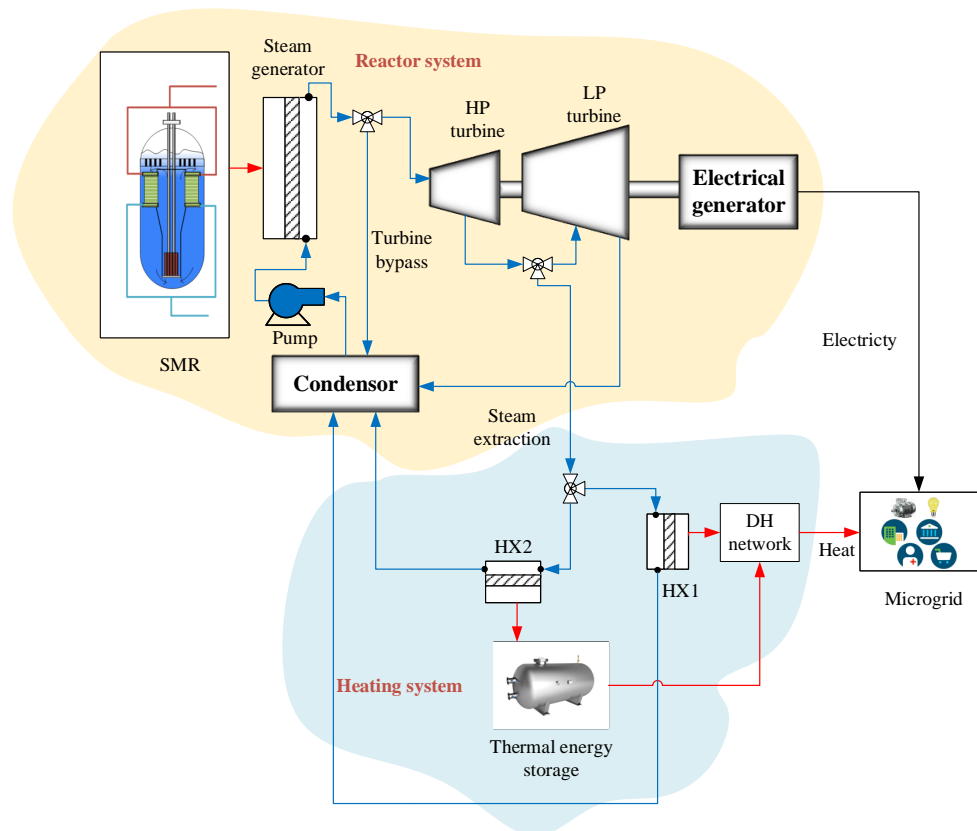 Steam
generator
Reactor system
HP
turbine
LP
turbine
Electrical
generator
Turbine
bypass
Pump
SMR
Condensor
Electricty
Steam
extraction
HX2
HX1
DH
network
Heat
Microgrid
Heating system
Thermal energy
storage